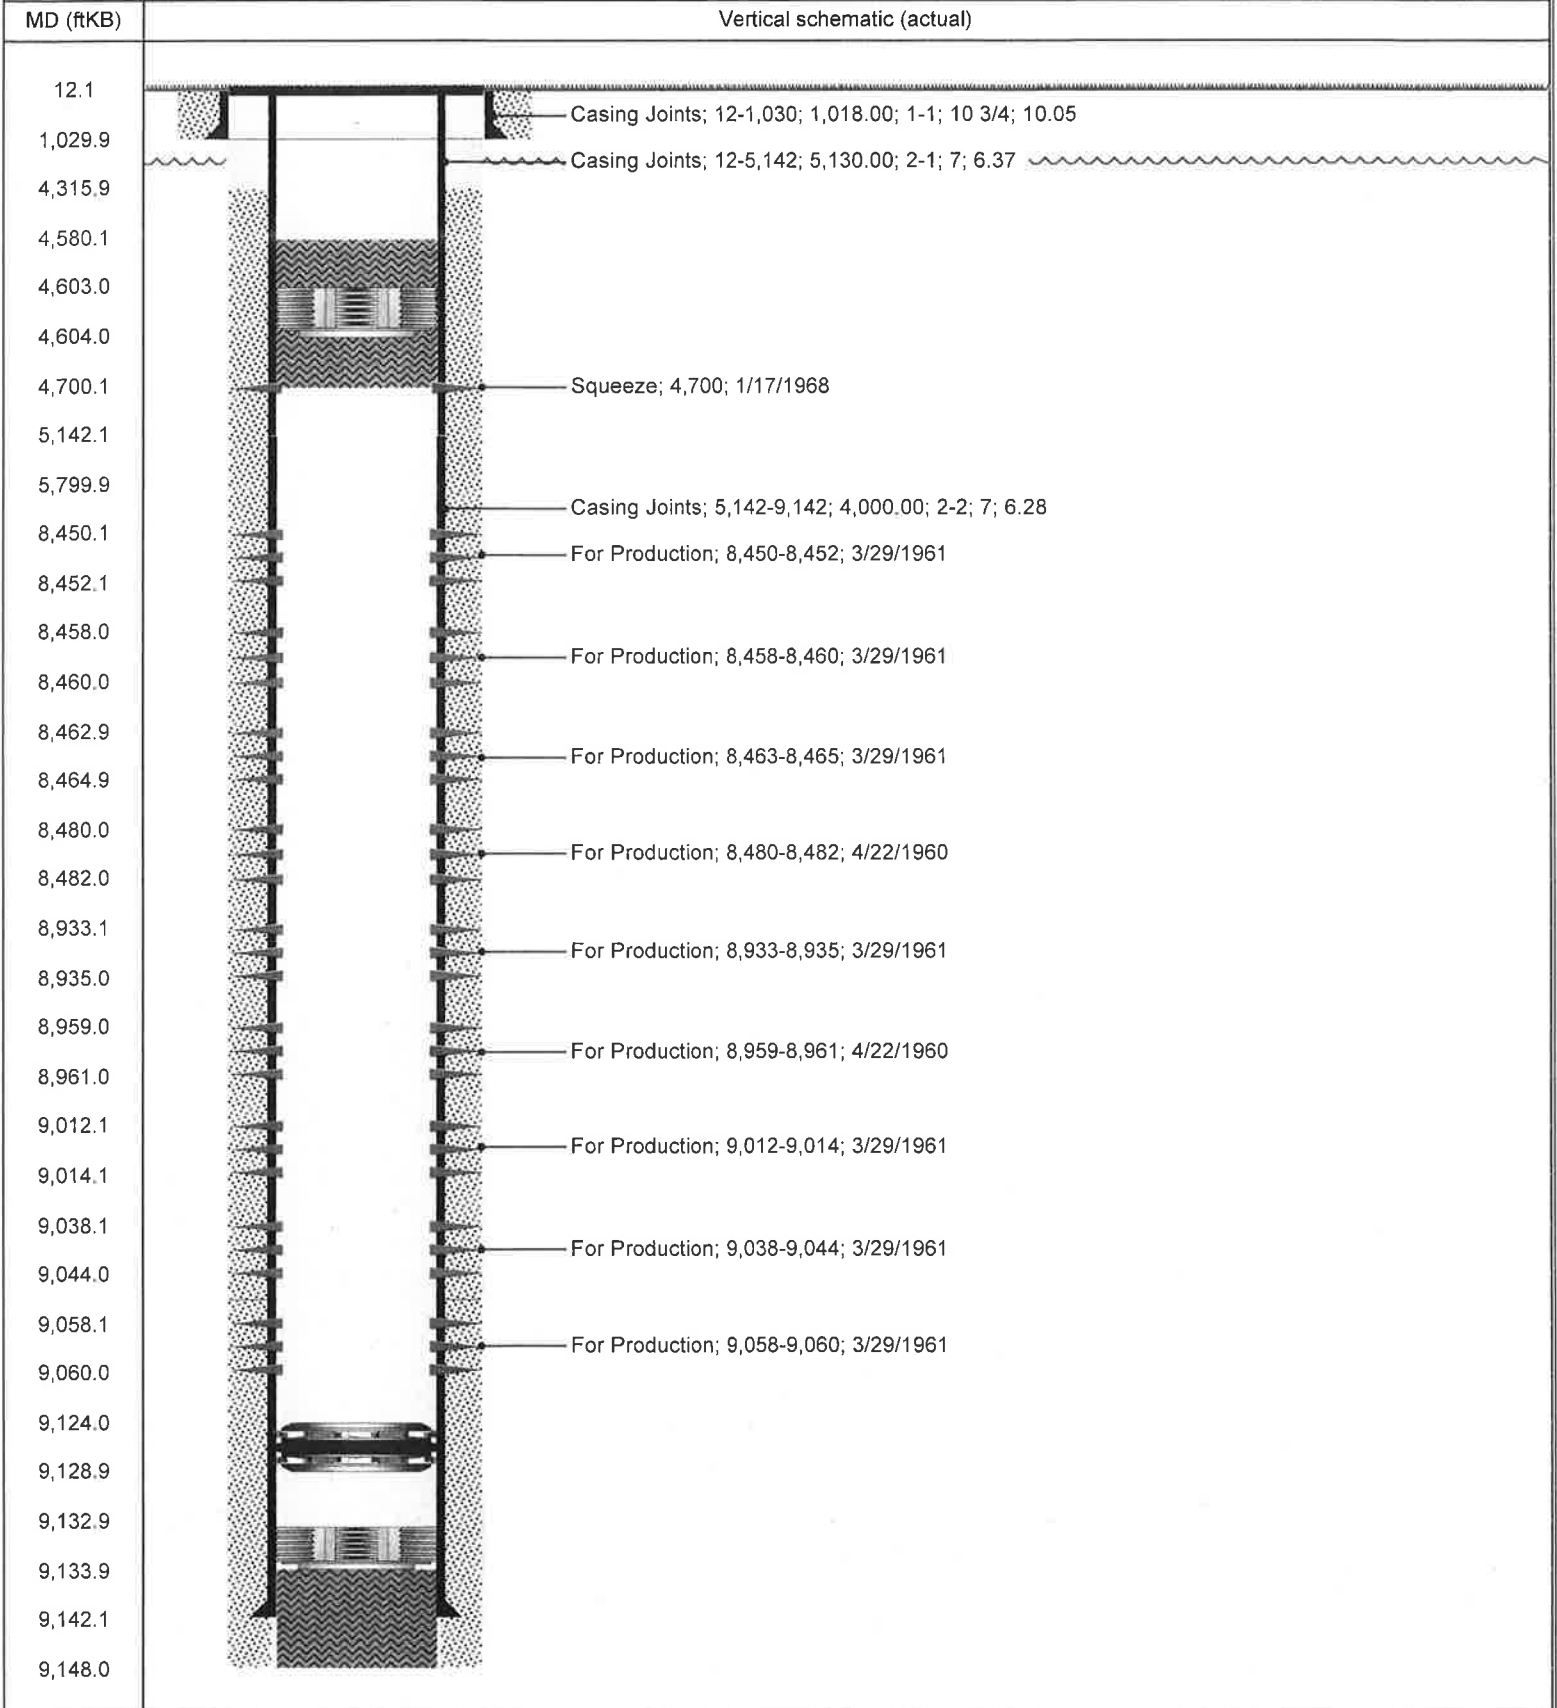 MD (ftKB)
Vertical schematic (actual)
12.1
Casing Joints; 12-1,030; 1,018.00; 1-1; 10 3/4; 10.05
1,029.9
Casing Joints; 12-5,142; 5,130.00; 2-1; 7; 6.37
4,315.9
4,580.1
4,603.0
4,604.0
4,700.1
Squeeze; 4,700; 1/17/1968
5,142.1
5,799.9
Casing Joints; 5,142-9,142; 4,000.00; 2-2; 7; 6.28
8,450.1
For Production; 8,450-8,452; 3/29/1961
8,452.1
8,458.0
For Production; 8,458-8,460; 3/29/1961
8,460.0
8,462.9
For Production; 8,463-8,465; 3/29/1961
8,464.9
8,480.0
For Production; 8,480-8,482; 4/22/1960
8,482.0
8,933.1
For Production; 8,933-8,935; 3/29/1961
8,935.0
8,959.0
For Production; 8,959-8,961; 4/22/1960
8,961.0
9,012.1
For Production; 9,012-9,014; 3/29/1961
9,014.1
9,038.1
For Production; 9,038-9,044; 3/29/1961
9,044.0
9,058.1
For Production; 9,058-9,060; 3/29/1961
9,060.0
9,124.0
9,128.9
9,132.9
9,133.9
9,142.1
9,148.0